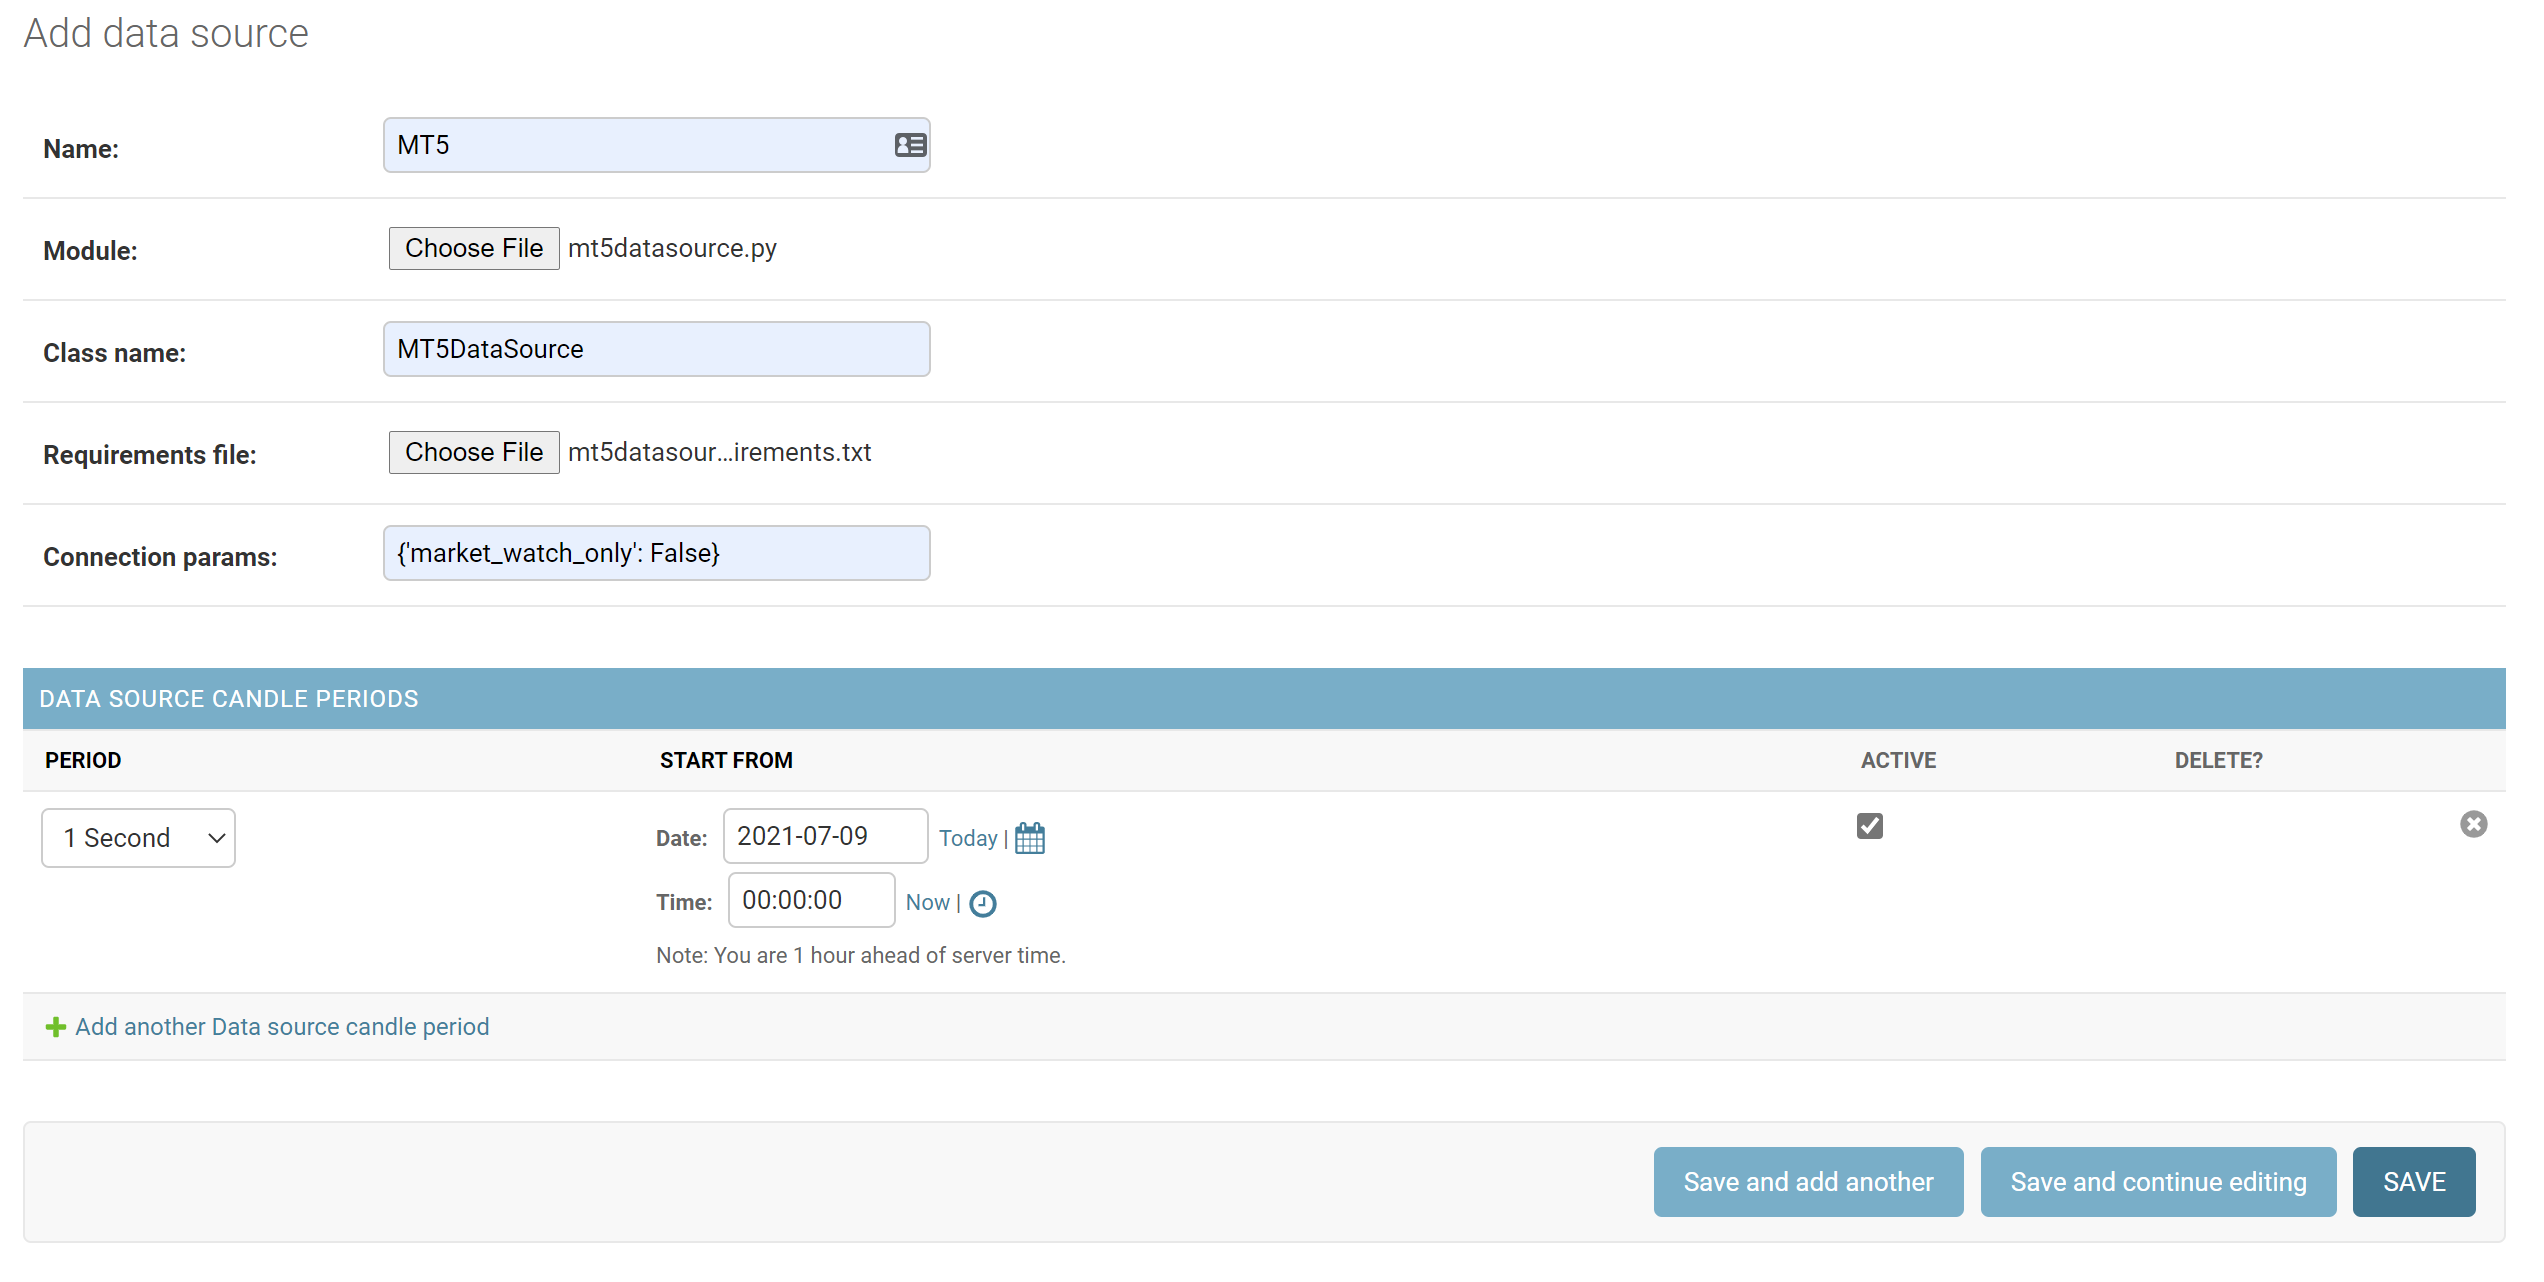 Add data source
Name: MT5
Module: Choose File mt5datasource.py
Class name: MT5DataSource
Requirements file: Choose File mt5datasour...irements.txt
Connection params: {'market_watch_only': False}
DATA SOURCE CANDLE PERIODS
PERIOD START FROM ACTIVE DELETE?
1 Second Date: 2021-07-09 Today |
Time: 00:00:00 Now |
Note: You are 1 hour ahead of server time.
Add another Data source candle period
Save and add another Save and continue editing SAVE